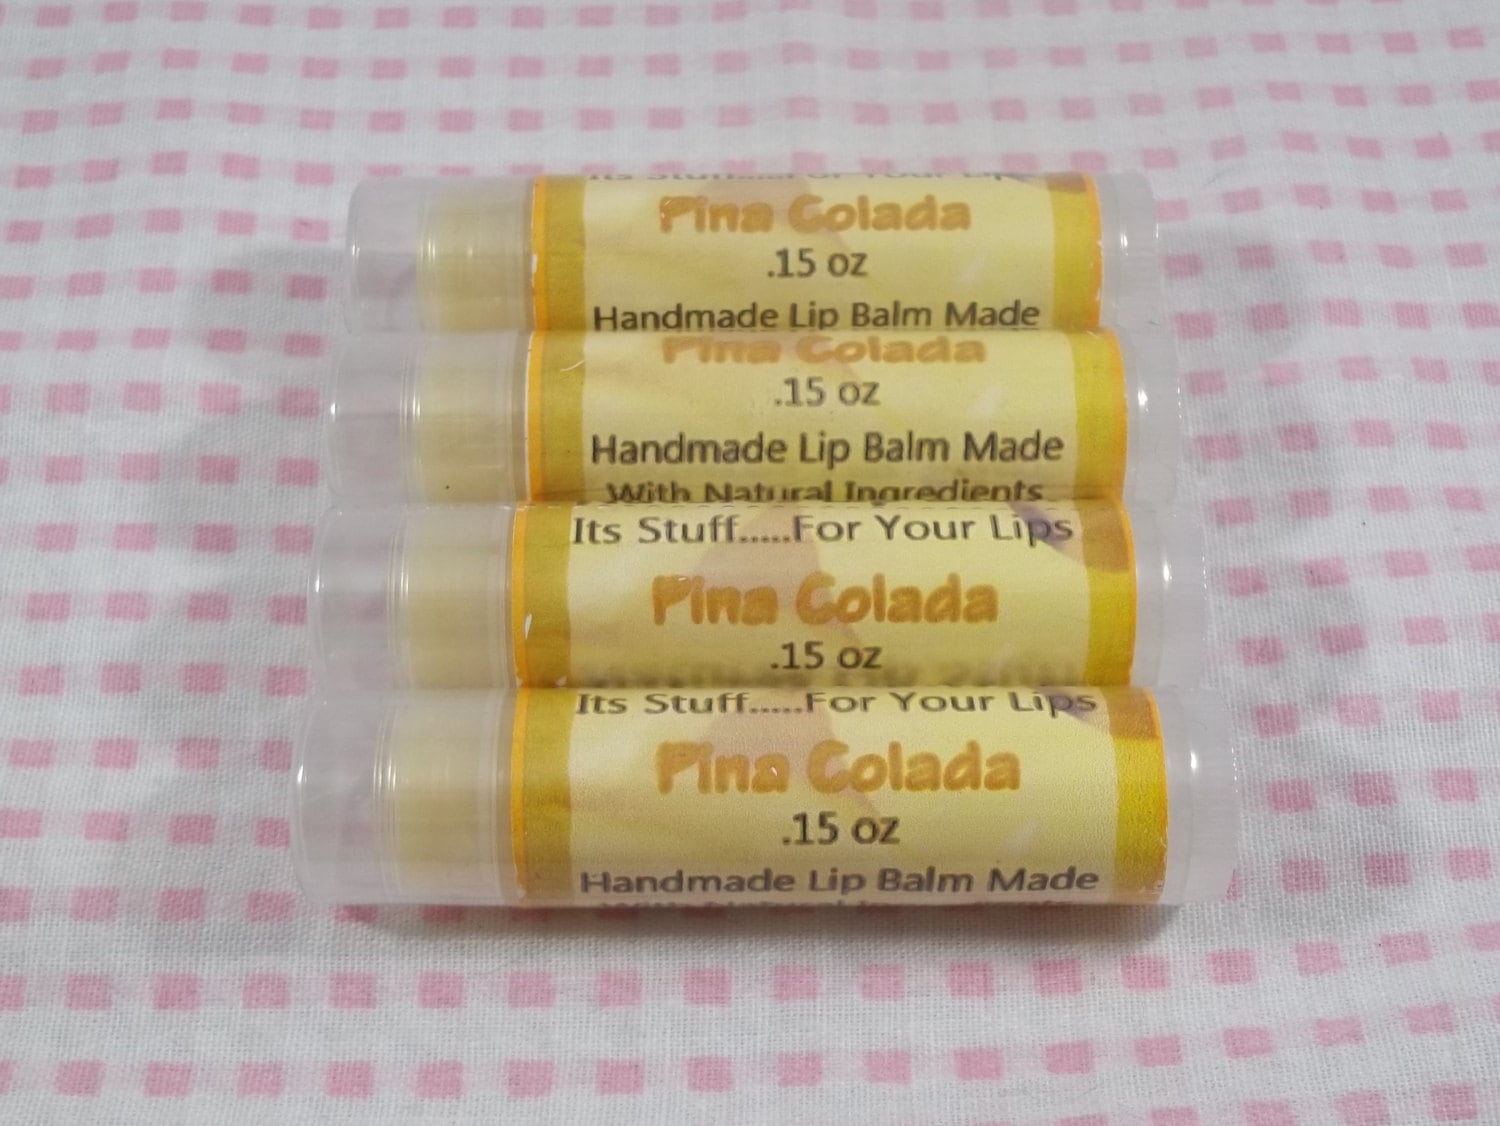 Its Stuff.....For Your Lips
Pina Colada
.15 oz
Handmade Lip Balm Made
Pina Colada
.15 oz
Handmade Lip Balm Made
With Natural Ingredients
Its Stuff.....For Your Lips
Pina Colada
.15 oz
Its Stuff.....For Your Lips
Pina Colada
.15 oz
Handmade Lip Balm Made